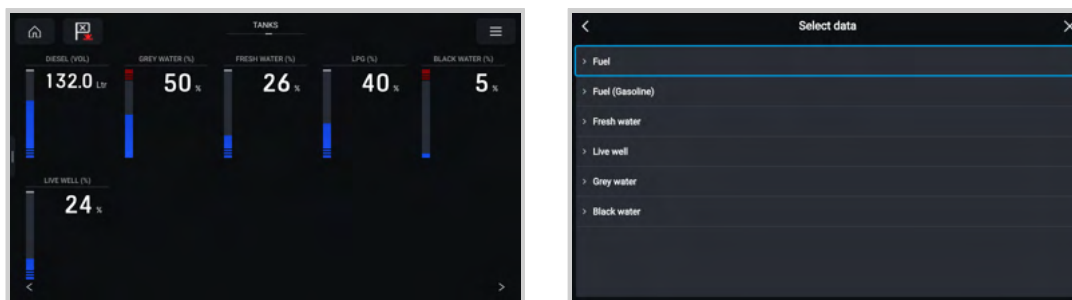 TANKS
DIESEL (VOL)
132.0 Ltr
GREY WATER (%)
50 %
FRESH WATER (%)
26 %
LPG (%)
40 %
BLACK WATER (%)
5 %
LIVE WELL (%)
24 %
Select data
Fuel
Fuel (Gasoline)
Fresh water
Live well
Grey water
Black water